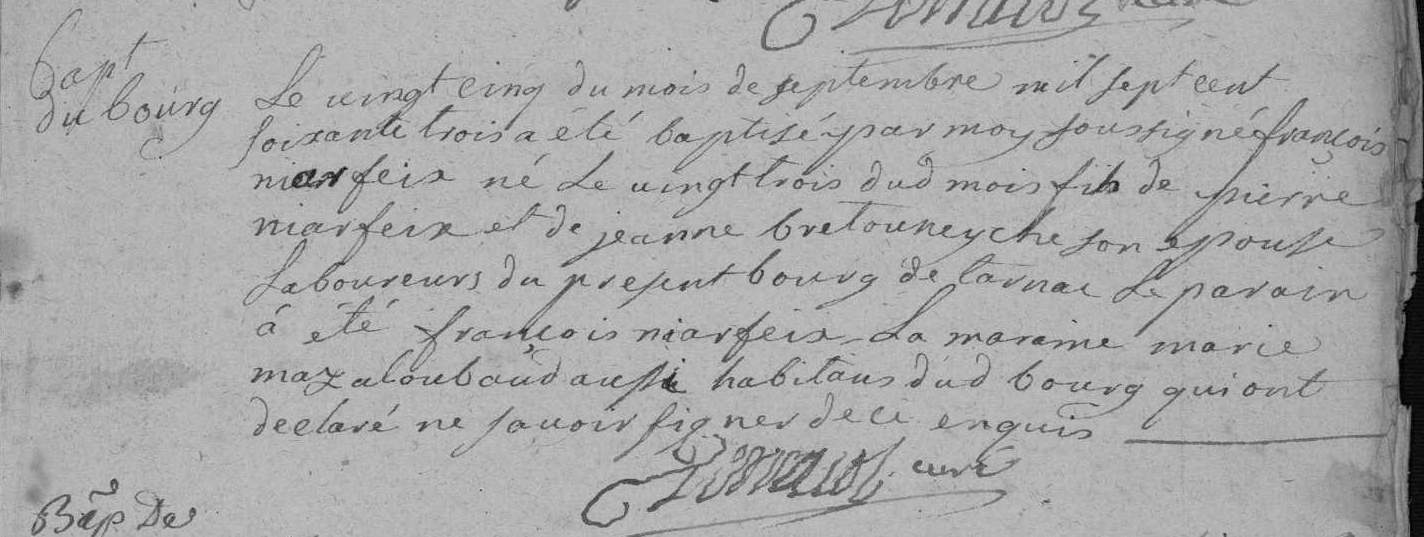 curé
Bapt
du bourg
Le vingt cinq du mois de septembre mil sept cent
soixante trois a été baptisé par moy soussigné françois
niarfeix né Le vingt trois dud mois fils de pierre
niarfeix et de jeanne bretouneyche son epouse
Laboureurs du present bourg de tarnac Le parain
á été françois niarfeix La maraine marie
mazaloubaud aussi habitans dud bourg qui ont
declaré ne savoir signer de ce enquis
curé
Bap De